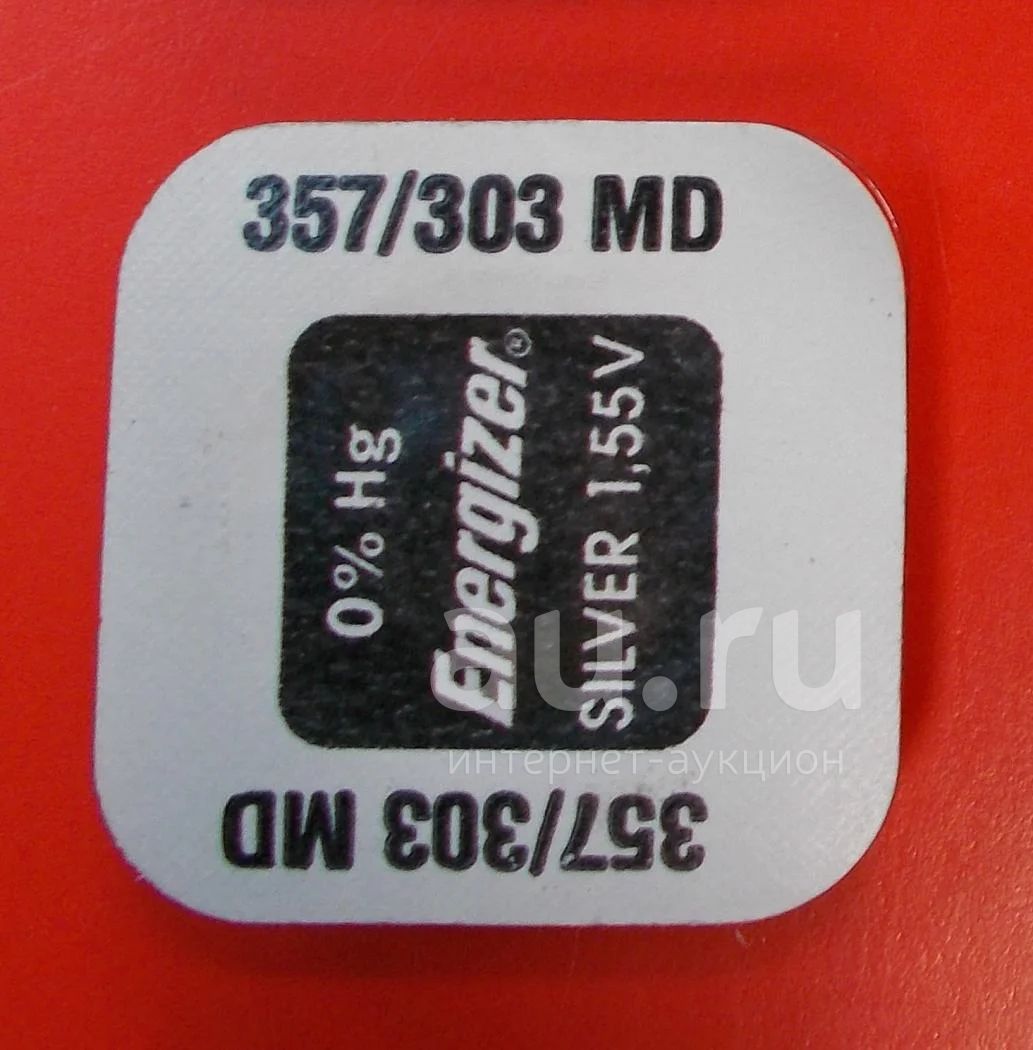 357/303 MD
0% Hg
Energizer®
SILVER 1,55V
au.ru
интернет-аукцион
357/303 MD